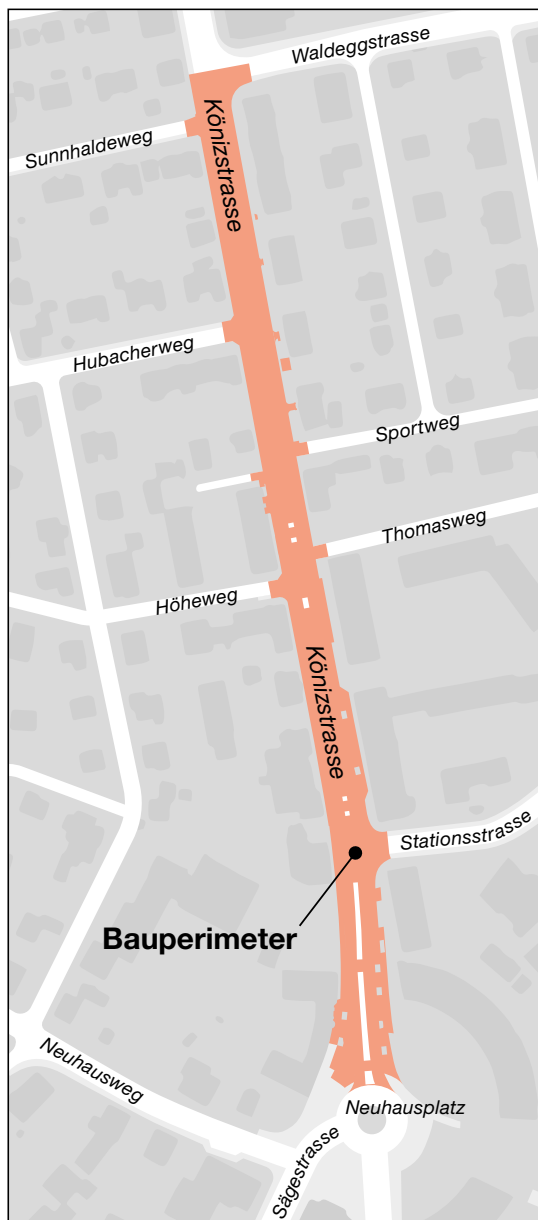 Waldeggstrasse
Könizstrasse
Sunnhaldeweg
Hubacherweg
Sportweg
Thomasweg
Höheweg
Könizstrasse
Stationsstrasse
Bauperimeter
Neuhausweg
Neuhausplatz
Sägestrasse